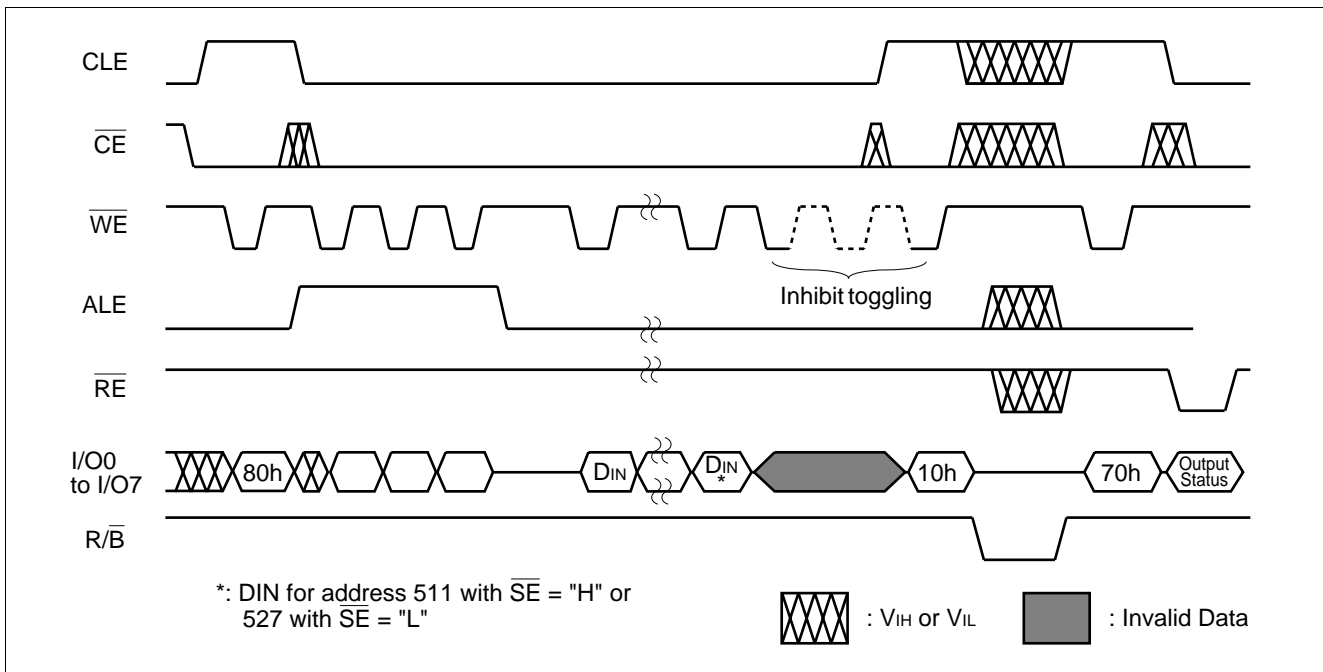 CLE
CE
WE
Inhibit toggling
ALE
RE
I/O0
to I/O7
80h
DIN
DIN
*
10h
70h
Output
Status
R/B
*: DIN for address 511 with SE = "H" or
527 with SE = "L"
: VIH or VIL
: Invalid Data